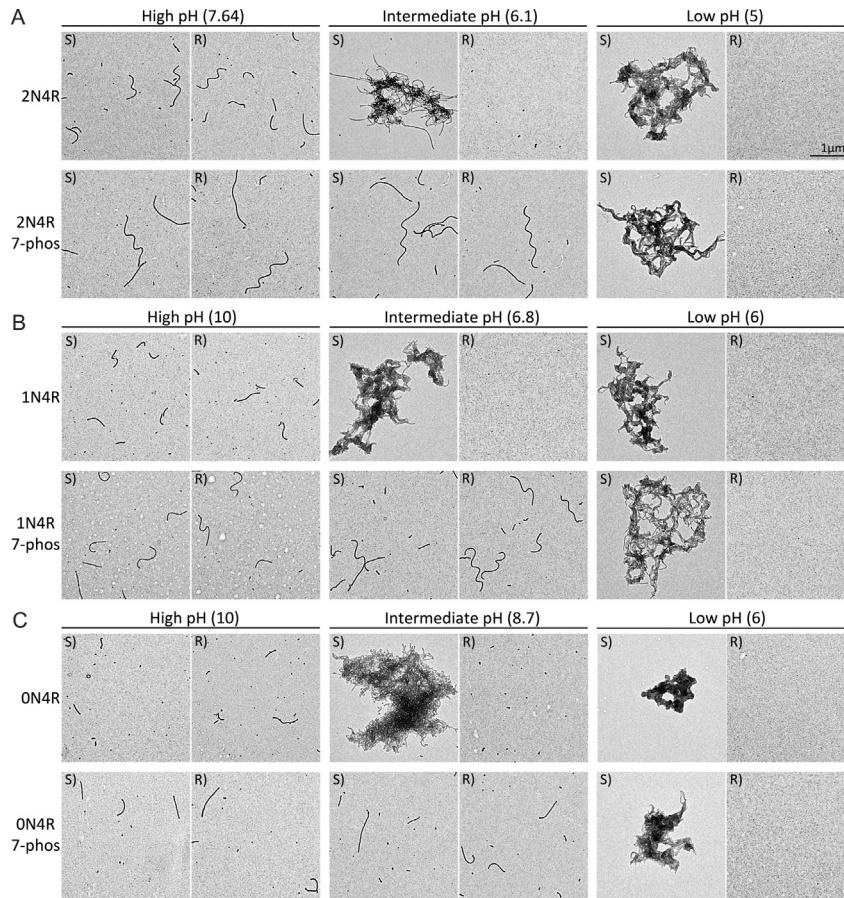 A
High pH (7.64) Intermediate pH (6.1) Low pH (5)
2N4R S) R) S) R) S) R)
1μm
2N4R
7-phos S) R) S) R) S) R)
B
High pH (10) Intermediate pH (6.8) Low pH (6)
1N4R S) R) S) R) S) R)
1N4R
7-phos S) R) S) R) S) R)
C
High pH (10) Intermediate pH (8.7) Low pH (6)
0N4R S) R) S) R) S) R)
0N4R
7-phos S) R) S) R) S) R)